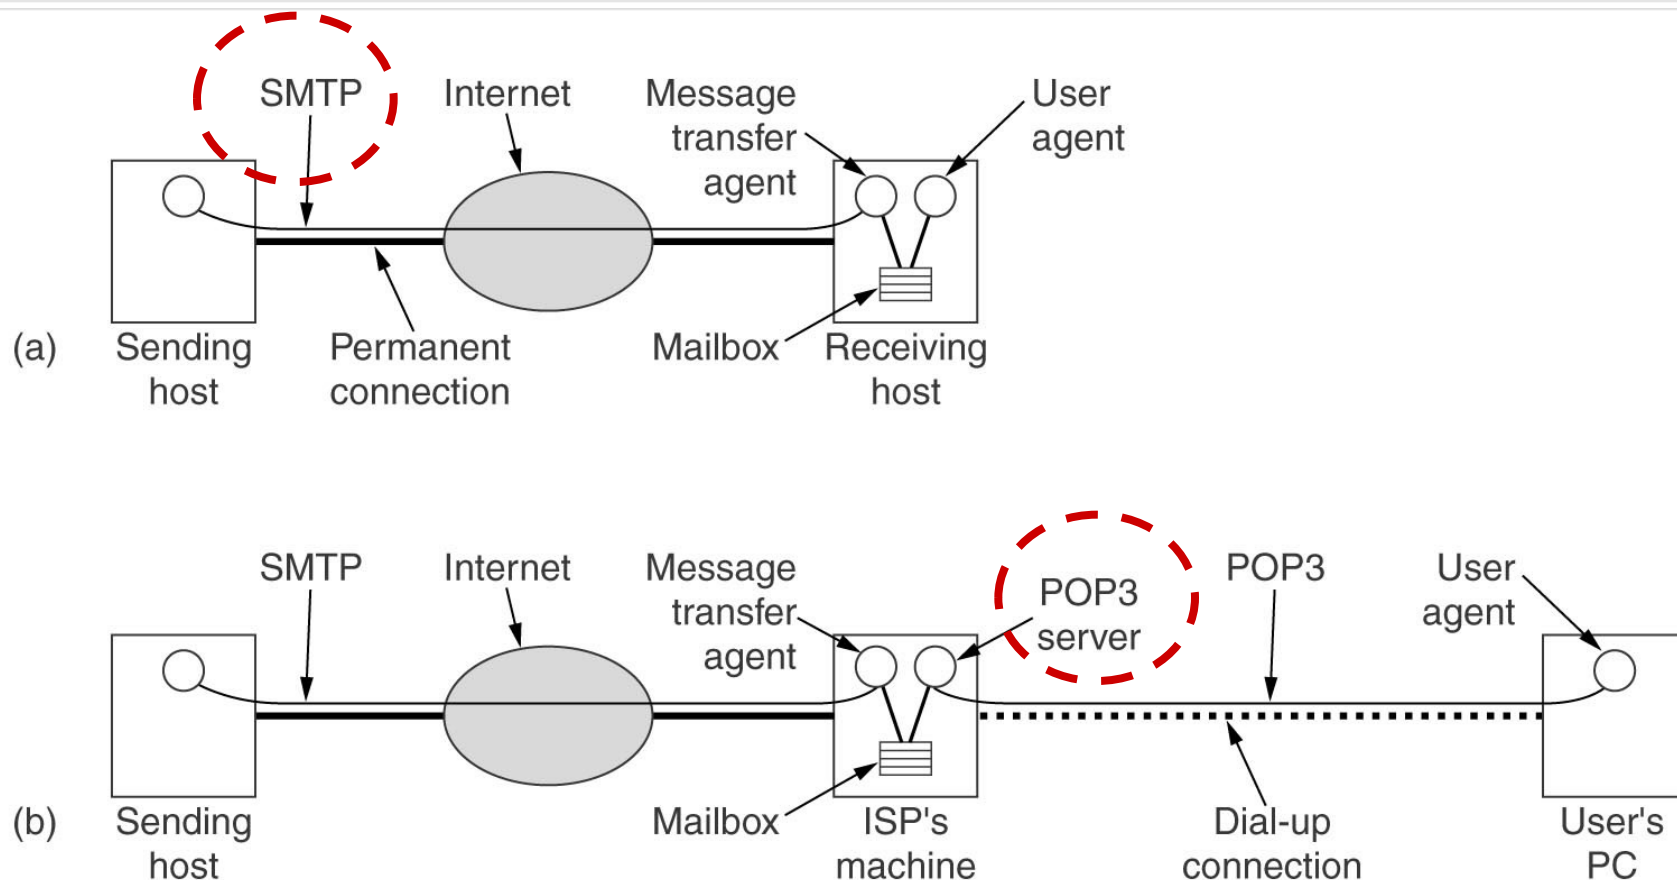 SMTP
Internet
Message
transfer
agent
User
agent
(a)
Sending
host
Permanent
connection
Mailbox
Receiving
host
SMTP
Internet
Message
transfer
agent
POP3
server
POP3
User
agent
(b)
Sending
host
Mailbox
ISP's
machine
Dial-up
connection
User's
PC